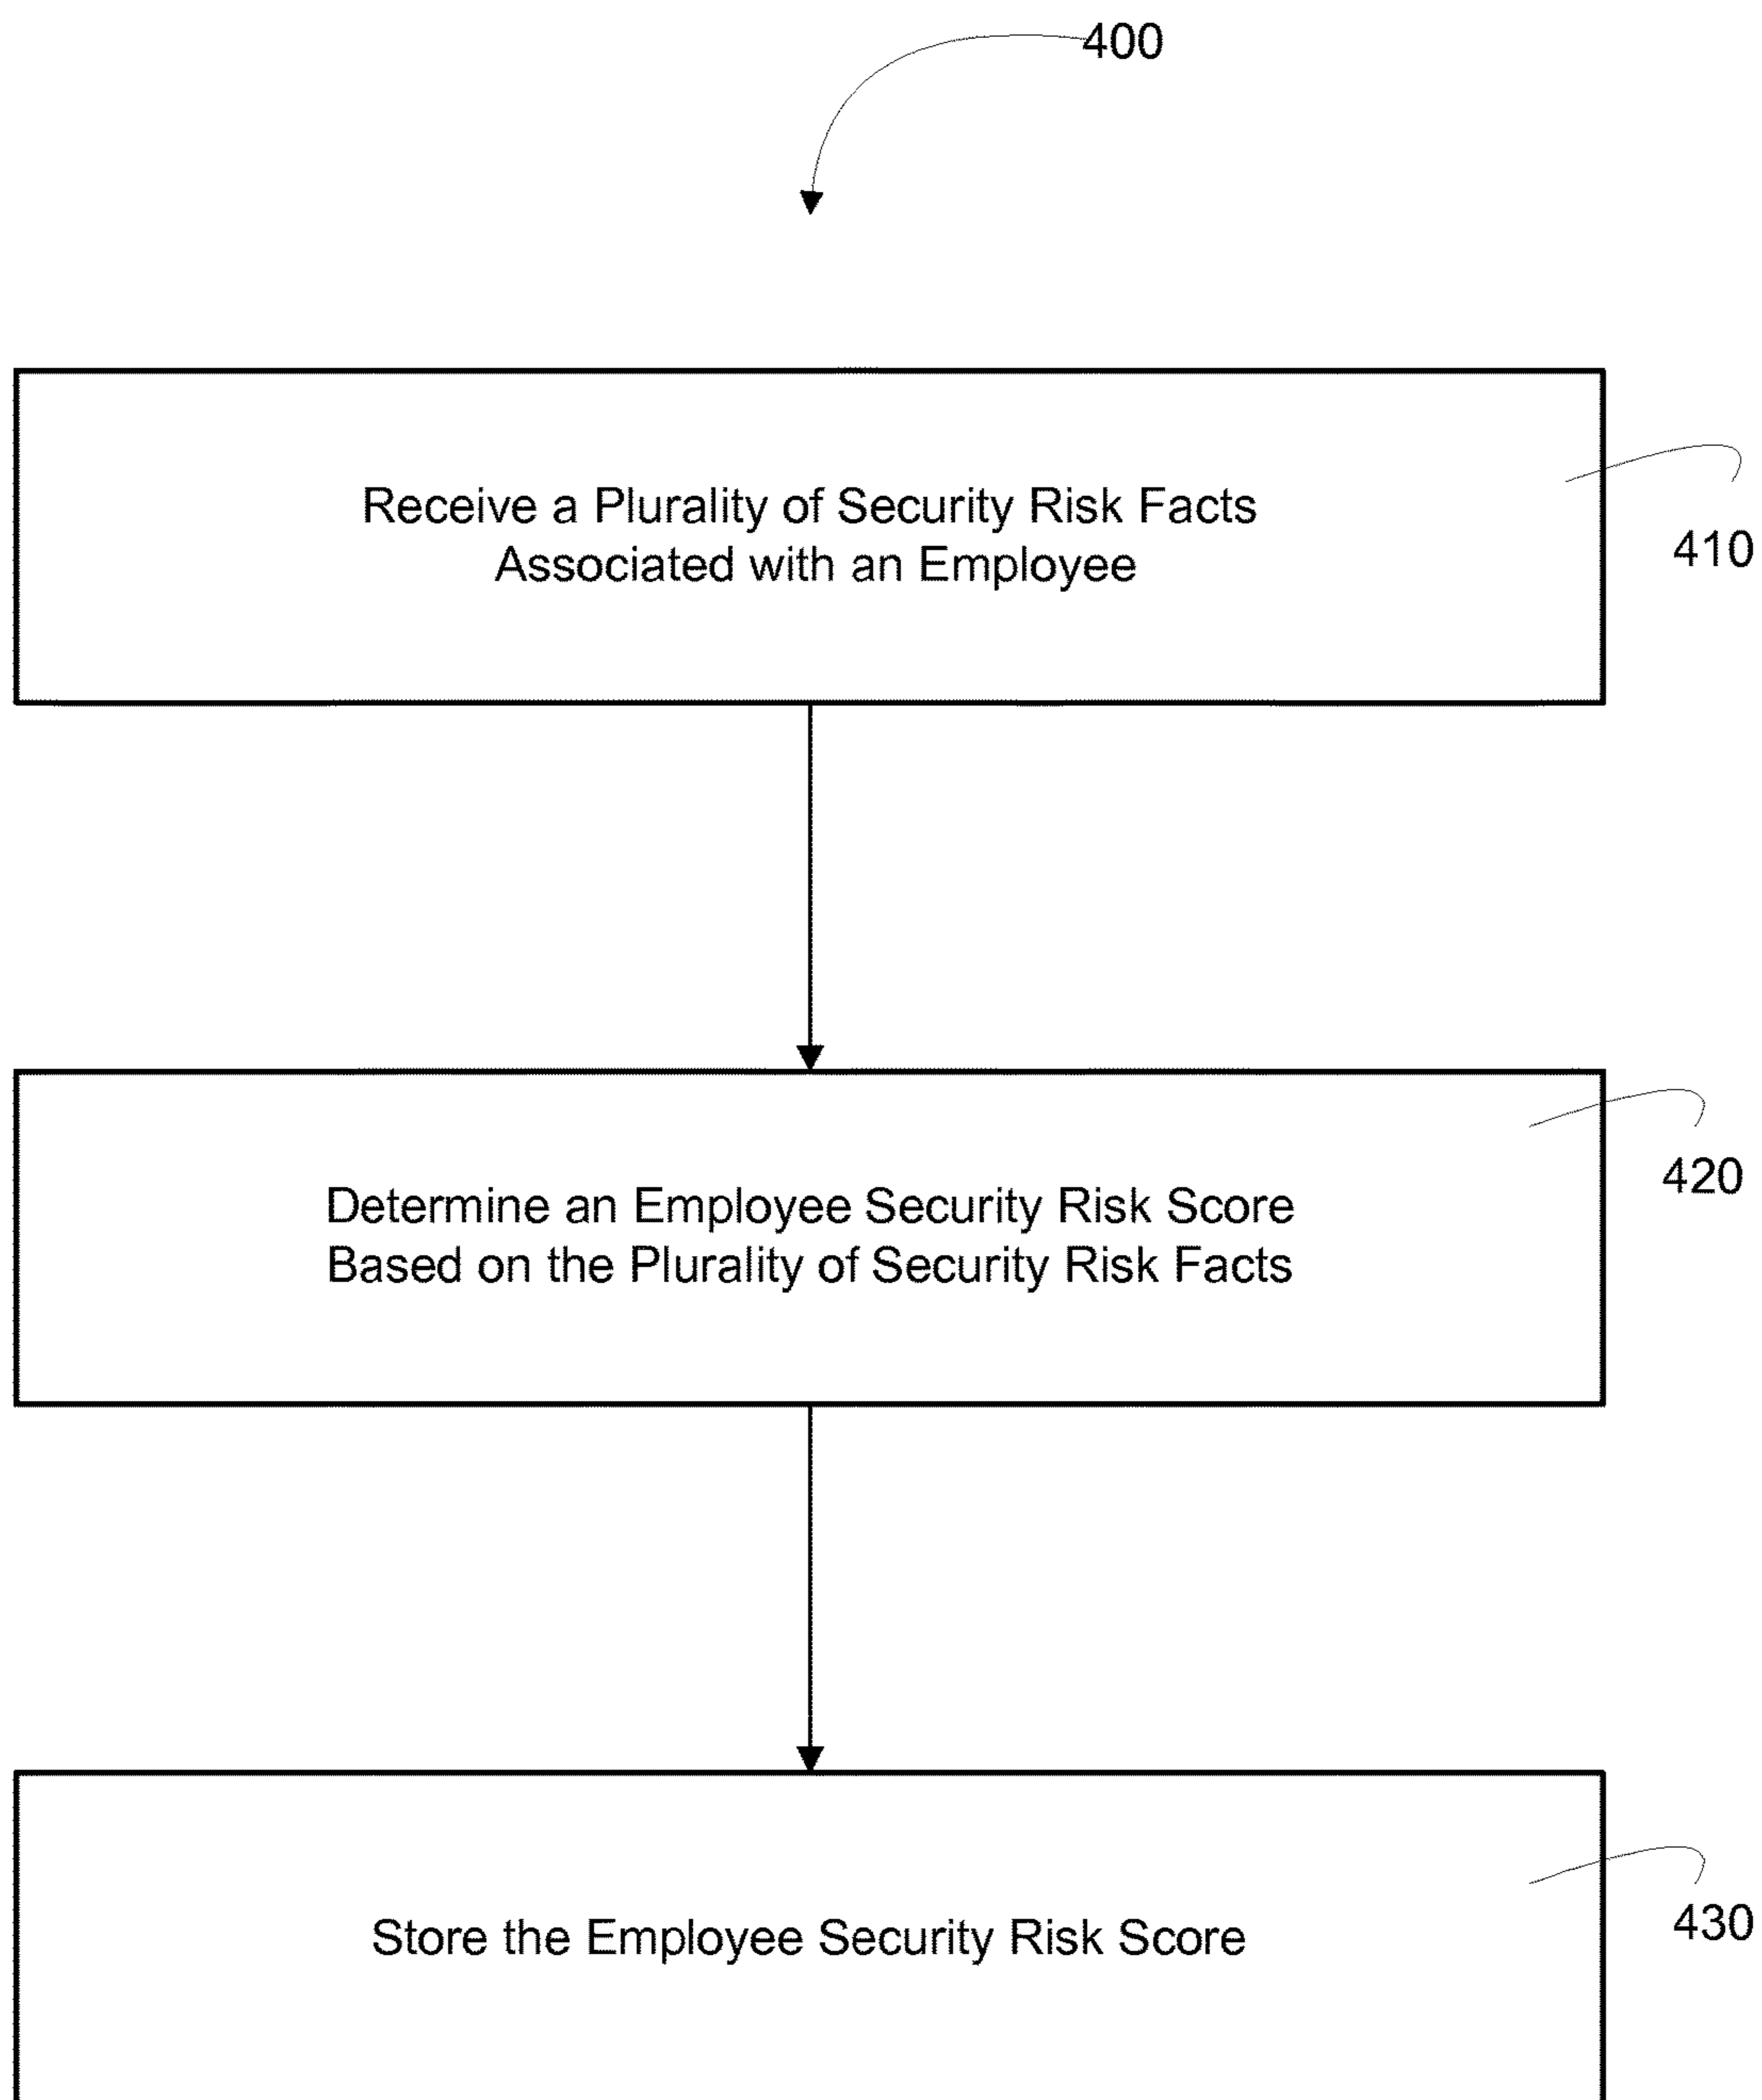 400
Receive a Plurality of Security Risk Facts
Associated with an Employee
410
Determine an Employee Security Risk Score
Based on the Plurality of Security Risk Facts
420
Store the Employee Security Risk Score
430